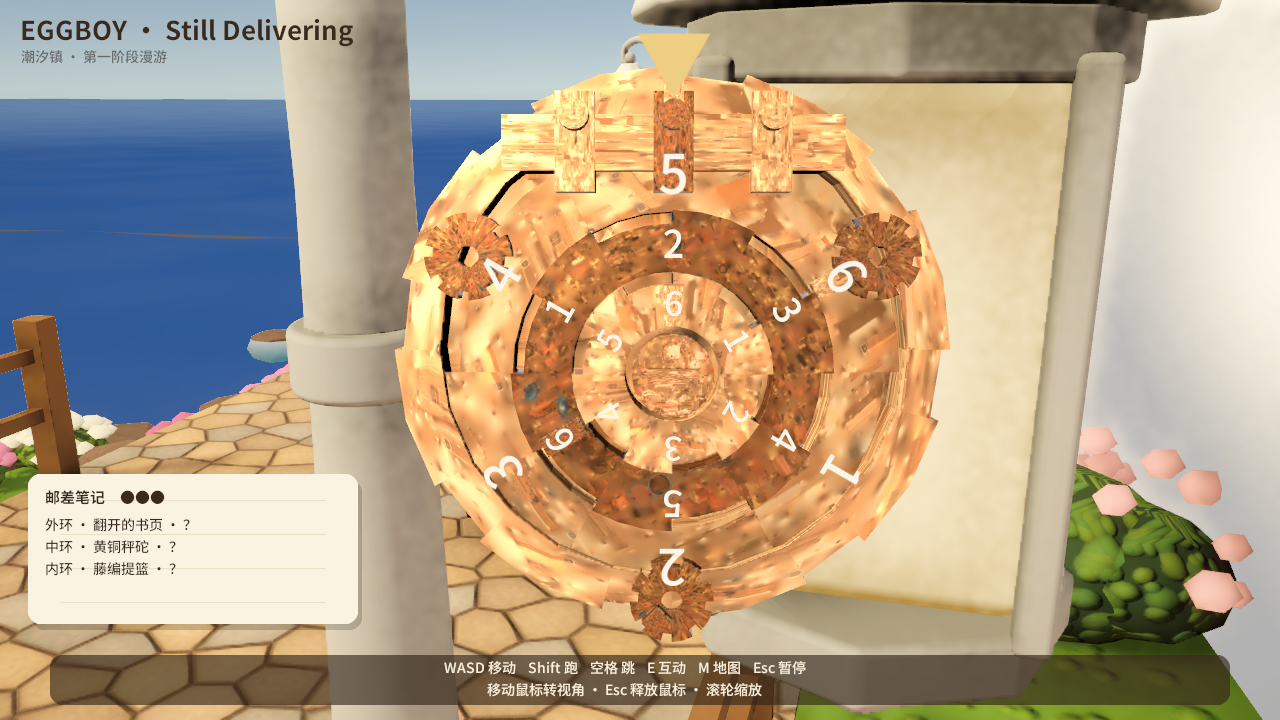 EGGBOY · Still Delivering
潮汐镇 · 第一阶段漫游
5
4
6
3
1
2
2
1
3
6
4
5
6
5
1
4
2
3
邮差笔记 ●●●
外环 · 翻开的书页 · ?
中环 · 黄铜秤砣 · ?
内环 · 藤编提篮 · ?
WASD 移动 Shift 跑 空格 跳 E 互动 M 地图 Esc 暂停
移动鼠标转视角 · Esc 释放鼠标 · 滚轮缩放